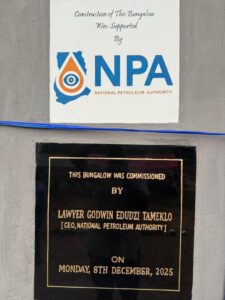 Construction of This Bungalow
Was Supported
By
NPA
NATIONAL PETROLEUM AUTHORITY
THIS BUNGALOW WAS COMMISSIONED
BY
LAWYER GODWIN EDUDZI TAMEKLO
[CEO, NATIONAL PETROLEUM AUTHORITY]
ON
MONDAY, 8TH DECEMBER, 2025